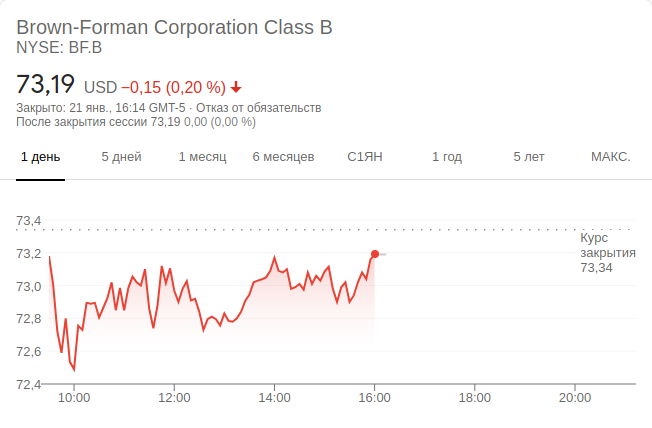 Brown-Forman Corporation Class B
NYSE: BF.B
73,19 USD −0,15 (0,20 %)
Закрыто: 21 янв., 16:14 GMT-5 · Отказ от обязательств
После закрытия сессии 73,19 0,00 (0,00 %)
1 день 5 дней 1 месяц 6 месяцев С1ЯН 1 год 5 лет МАКС.
73,4
Курс
закрытия
73,34
73,2
73,0
72,8
72,6
72,4
10:00 12:00 14:00 16:00 18:00 20:00